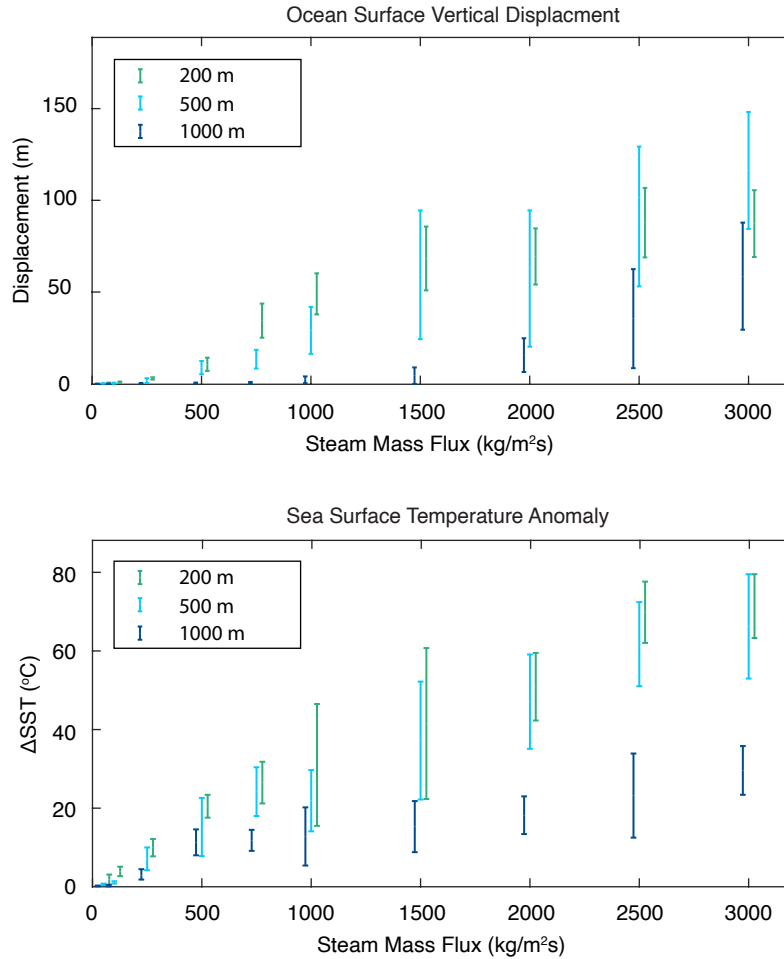 Ocean Surface Vertical Displacment
150
100
50
0
Displacement (m)
200 m
500 m
1000 m
0 500 1000 1500 2000 2500 3000
Steam Mass Flux (kg/m²s)
Sea Surface Temperature Anomaly
80
60
40
20
0
ΔSST (ºC)
200 m
500 m
1000 m
0 500 1000 1500 2000 2500 3000
Steam Mass Flux (kg/m²s)